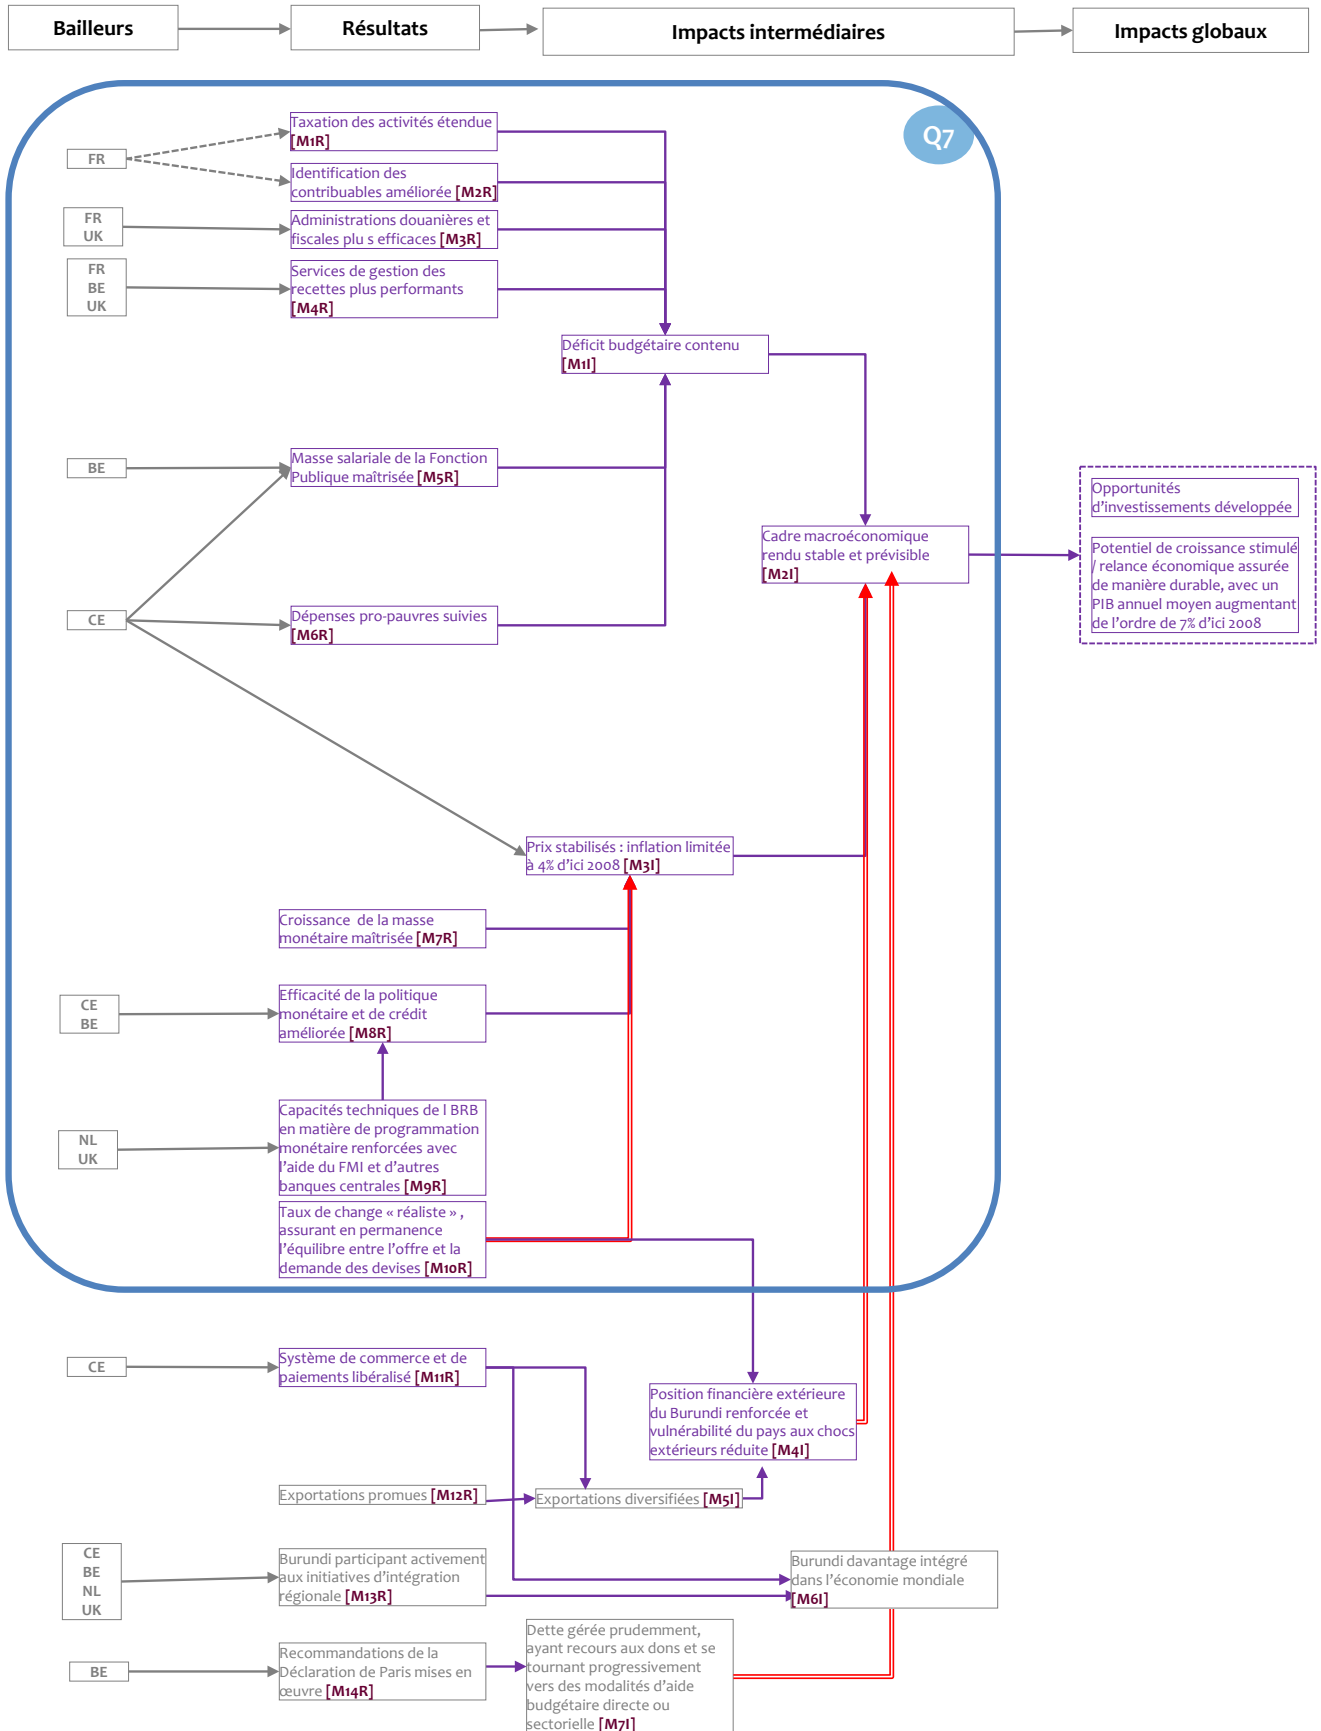 Bailleurs
Résultats
Impacts intermédiaires
Impacts globaux
Q7
FR
Taxation des activités étendue
[M1R]
Identification des
contribuables améliorée [M2R]
FR
UK
Administrations douanières et
fiscales plu s efficaces [M3R]
FR
BE
UK
Services de gestion des
recettes plus performants
[M4R]
Déficit budgétaire contenu
[M1I]
BE
Masse salariale de la Fonction
Publique maîtrisée [M5R]
Opportunités
d'investissements développée
Cadre macroéconomique
rendu stable et prévisible
[M2I]
Potentiel de croissance stimulé
/ relance économique assurée
de manière durable, avec un
PIB annuel moyen augmentant
de l'ordre de 7% d'ici 2008
CE
Dépenses pro-pauvres suivies
[M6R]
Prix stabilisés : inflation limitée
à 4% d'ici 2008 [M3I]
Croissance  de la masse
monétaire maîtrisée [M7R]
CE
BE
Efficacité de la politique
monétaire et de crédit
améliorée [M8R]
NL
UK
Capacités techniques de l BRB
en matière de programmation
monétaire renforcées avec
l'aide du FMI et d'autres
banques centrales [M9R]
Taux de change « réaliste » ,
assurant en permanence
l'équilibre entre l'offre et la
demande des devises [M10R]
CE
Système de commerce et de
paiements libéralisé [M11R]
Position financière extérieure
du Burundi renforcée et
vulnérabilité du pays aux chocs
extérieurs réduite [M4I]
Exportations promues [M12R]
Exportations diversifiées [M5I]
CE
BE
NL
UK
Burundi participant activement
aux initiatives d'intégration
régionale [M13R]
Burundi davantage intégré
dans l'économie mondiale
[M6I]
BE
Recommandations de la
Déclaration de Paris mises en
œuvre [M14R]
Dette gérée prudemment,
ayant recours aux dons et se
tournant progressivement
vers des modalités d'aide
budgétaire directe ou
sectorielle [M7I]